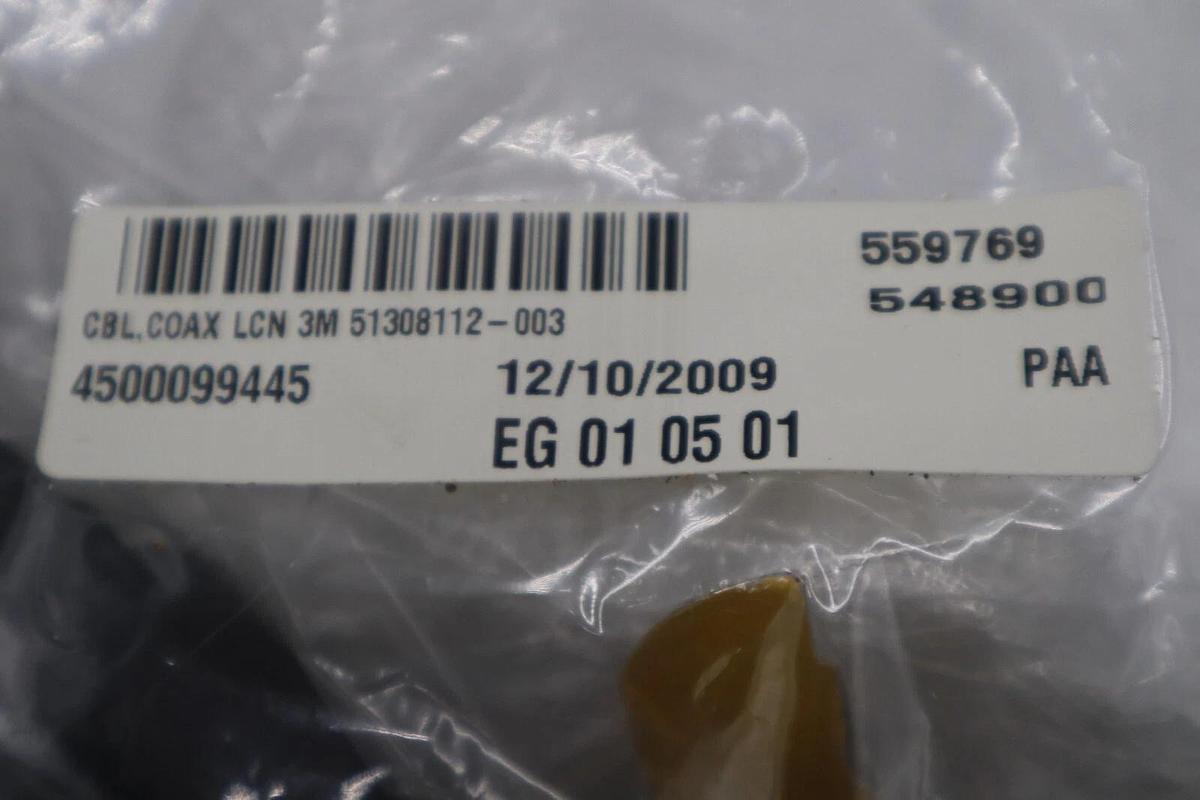 559769
548900
CBL,COAX LCN 3M 51308112-003
4500099445 12/10/2009 PAA
EG 01 05 01